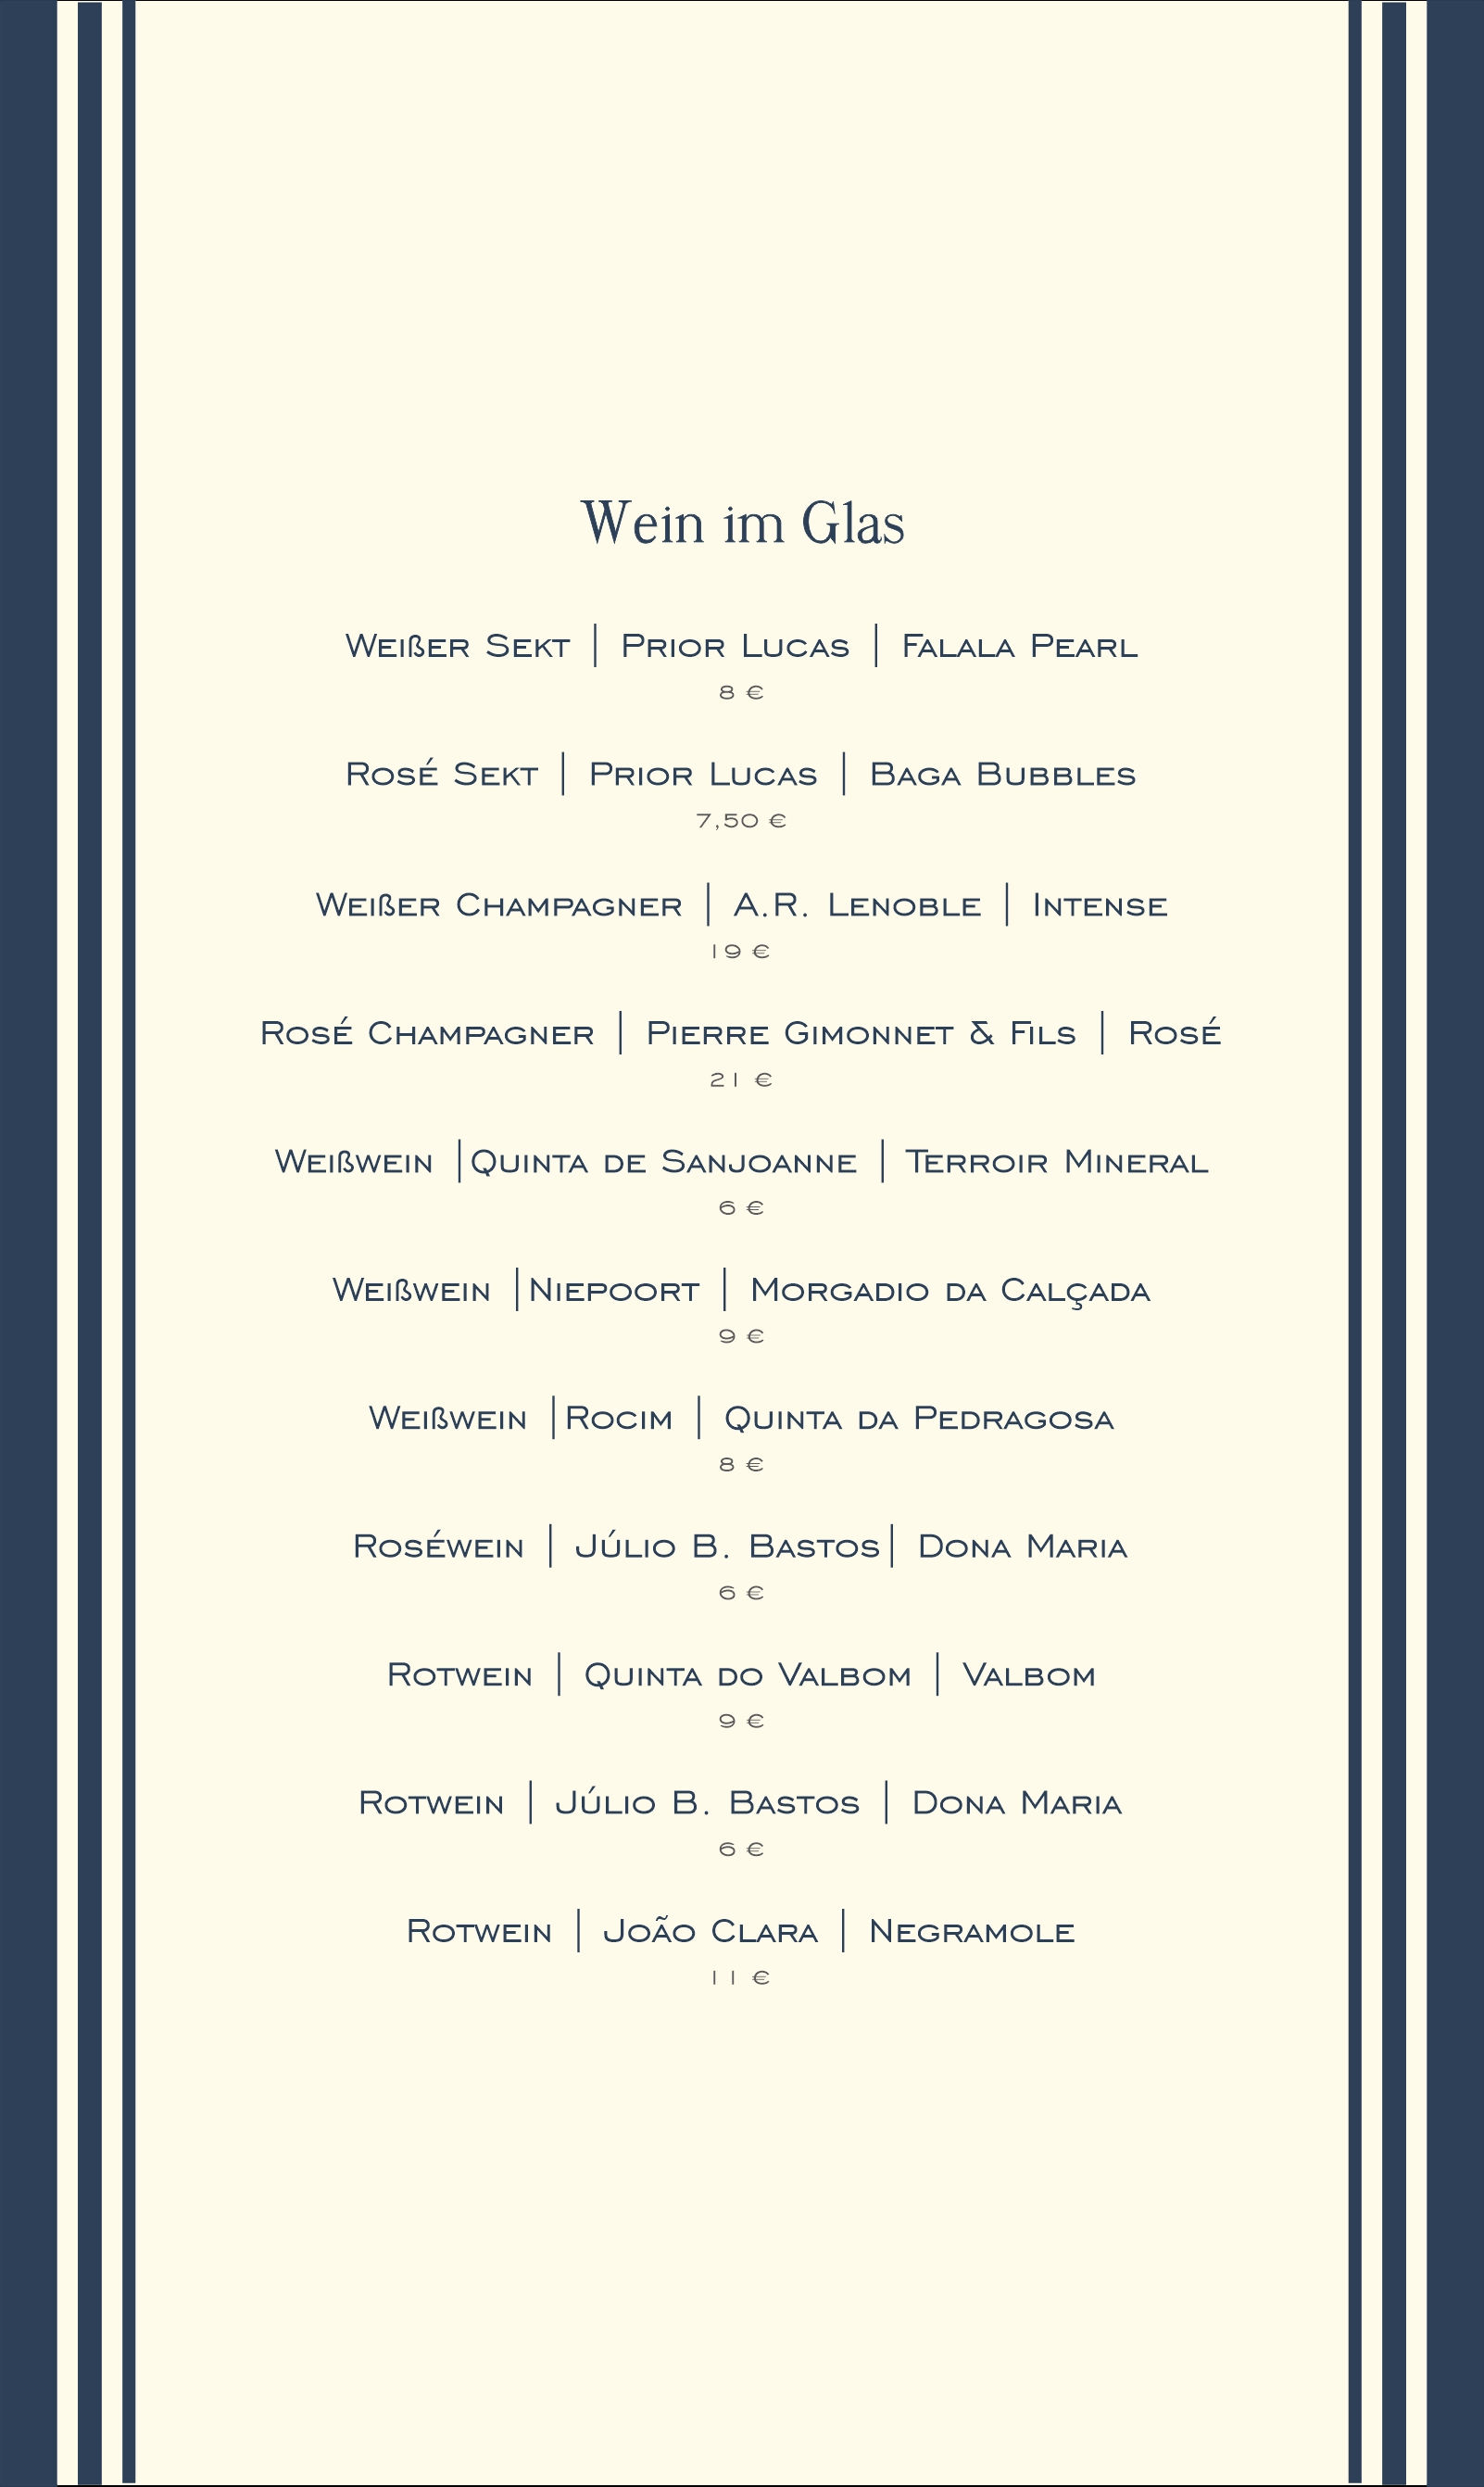 Wein im Glas
Weißer Sekt | Prior Lucas | Falala Pearl
8 €
Rosé Sekt | Prior Lucas | Baga Bubbles
7,50 €
Weißer Champagner | A.R. Lenoble | Intense
19 €
Rosé Champagner | Pierre Gimonnet & Fils | Rosé
21 €
Weißwein |Quinta de Sanjoanne | Terroir Mineral
6 €
Weißwein |Niepoort | Morgadio da Calçada
9 €
Weißwein |Rocim | Quinta da Pedragosa
8 €
Roséwein | Júlio B. Bastos| Dona Maria
6 €
Rotwein | Quinta do Valbom | Valbom
9 €
Rotwein | Júlio B. Bastos | Dona Maria
6 €
Rotwein | João Clara | Negramole
11 €